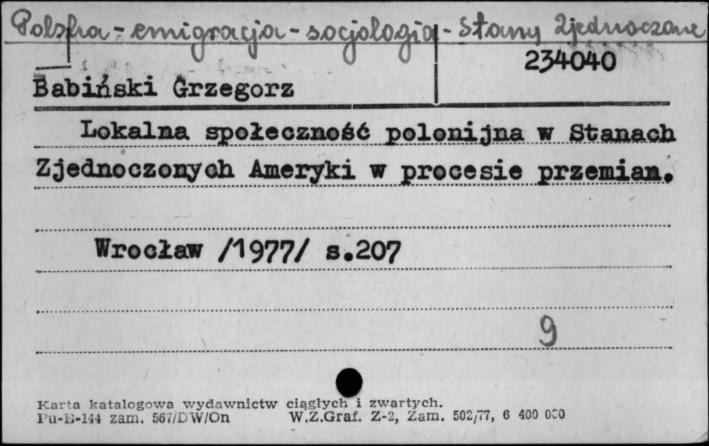 Polska - emigracja - socjologia - Stany Zjednoczone
234040
Babiński Grzegorz
Lokalna społeczność polonijna w Stanach
Zjednoczonych Ameryki w procesie przemian.
Wrocław /1977/ s.207
9
Karta katalogowa wydawnictw ciągłych i zwartych.
Pu-E-144 zam. 567/DW/On W.Z.Graf. Z-2, Zam. 502/77, 6 400 000